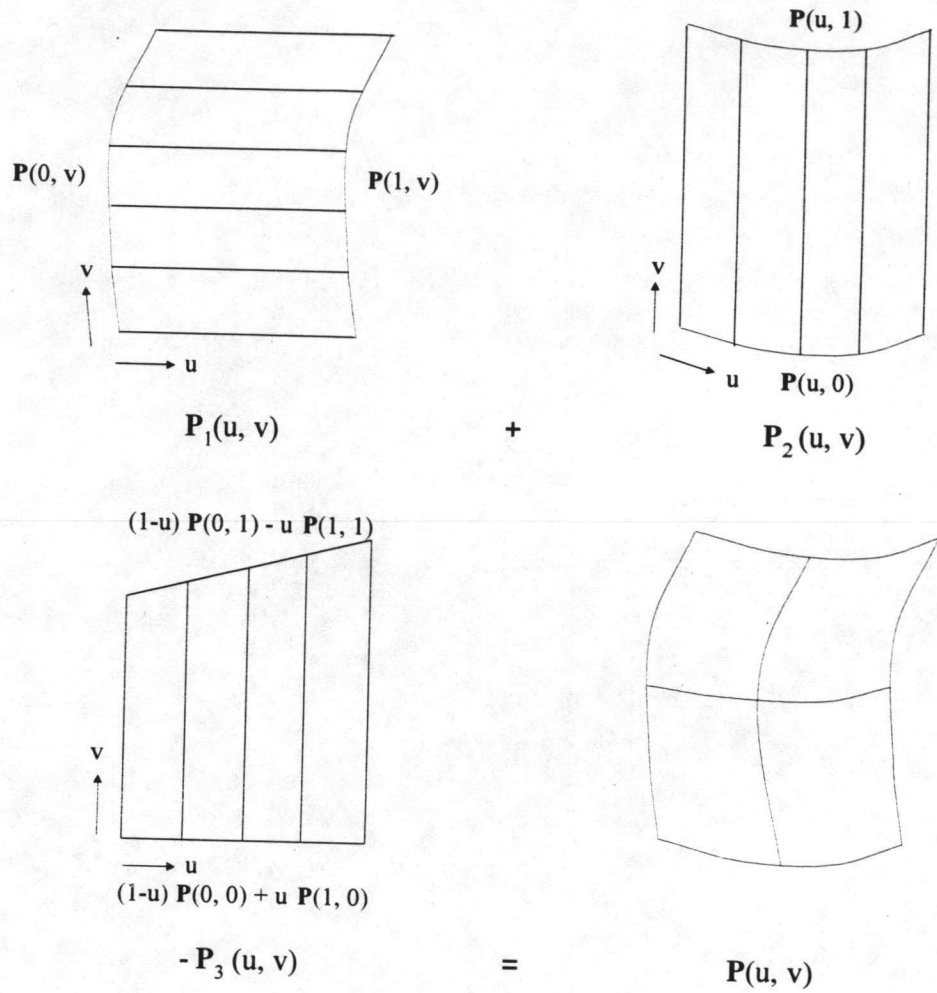 P(u, 1)
P(0, v)
P(1, v)
v
v
u
u
P(u, 0)
P₁(u, v)
+
P₂(u, v)
(1-u) P(0, 1) - u P(1, 1)
v
u
(1-u) P(0, 0) + u P(1, 0)
- P₃ (u, v)
=
P(u, v)